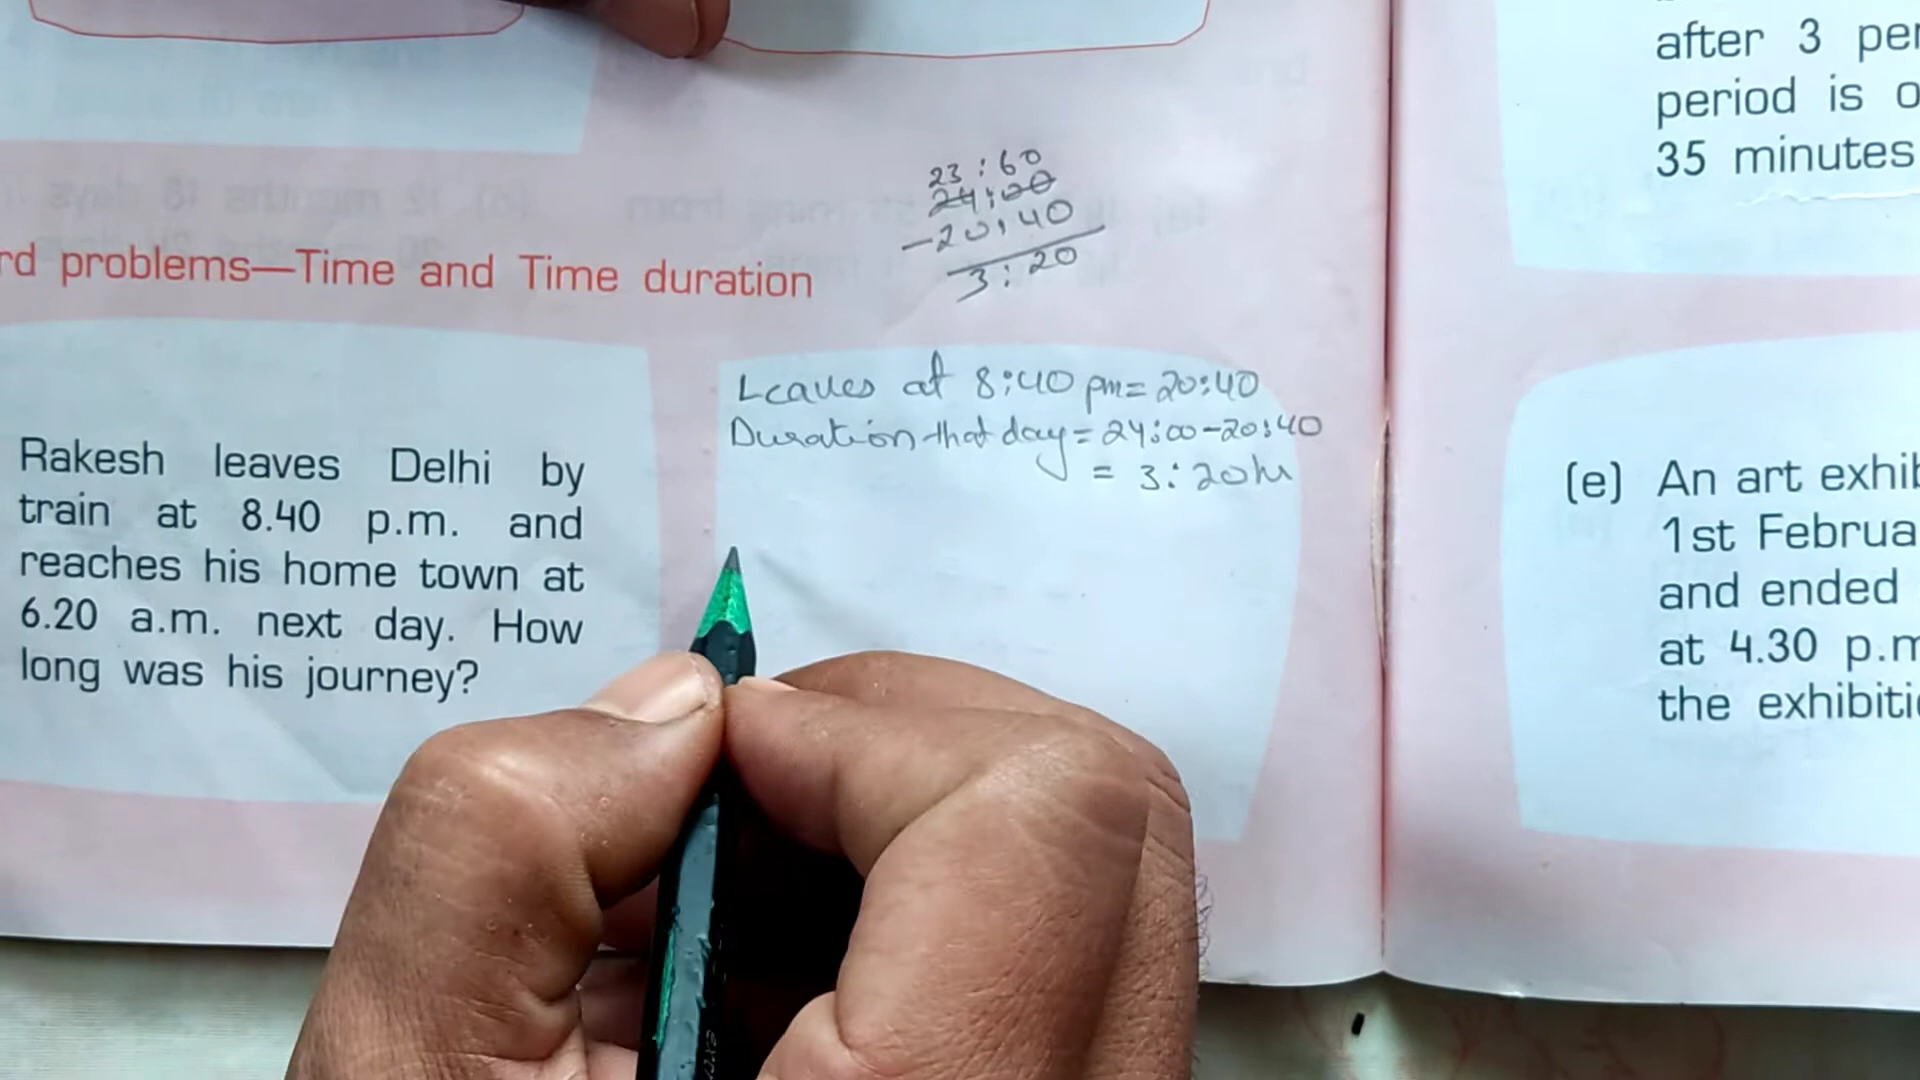 after 3 per
period is o
35 minutes
23:60
24:00
-20:40
3:20
rd problems—Time and Time duration
Leaves at 8:40 pm = 20:40
Duration that day = 24:00-20:40
= 3:20hr
Rakesh leaves Delhi by
train at 8.40 p.m. and
reaches his home town at
6.20 a.m. next day. How
long was his journey?
(e) An art exhib
1st Februa
and ended
at 4.30 p.m
the exhibiti